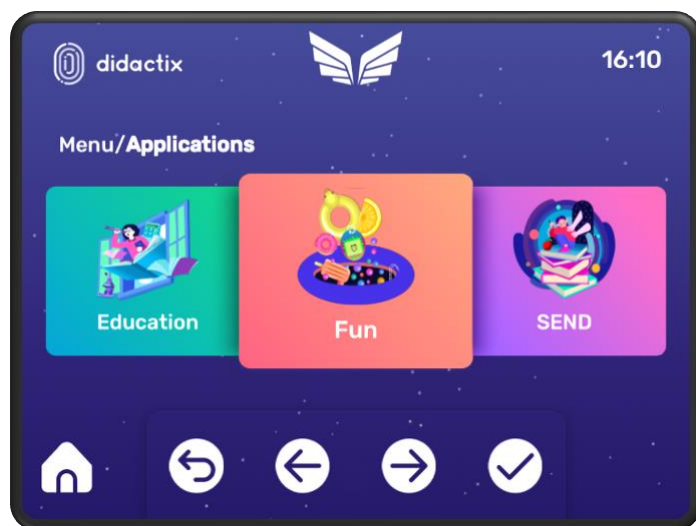 didactix
16:10
Menu/Applications
Education
Fun
SEND